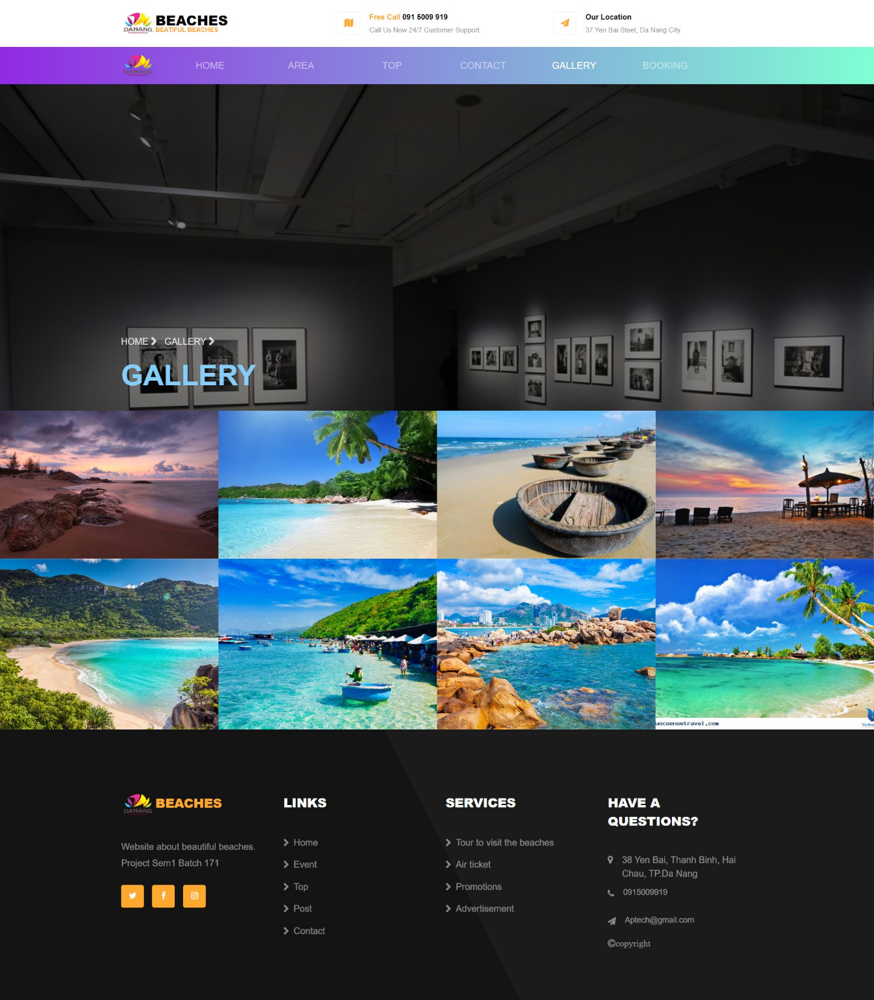 DANANG
BEACHES
BEATIFUL BEACHES
Free Call 091 5009 919
Call Us Now 24/7 Customer Support
Our Location
37 Yen Bai Steet, Da Nang City
DANANG
HOME
AREA
TOP
CONTACT
GALLERY
BOOKING
HOME
GALLERY
GALLERY
uocsensetravel.com
DANANG
BEACHES
Website about beautiful beaches.
Project Sem1 Batch 171
LINKS
Home
Event
Top
Post
Contact
SERVICES
Tour to visit the beaches
Air ticket
Promotions
Advertisement
HAVE A
QUESTIONS?
38 Yen Bai, Thanh Binh, Hai
Chau, TP.Da Nang
0915009919
Aptech@gmail.com
©copyright